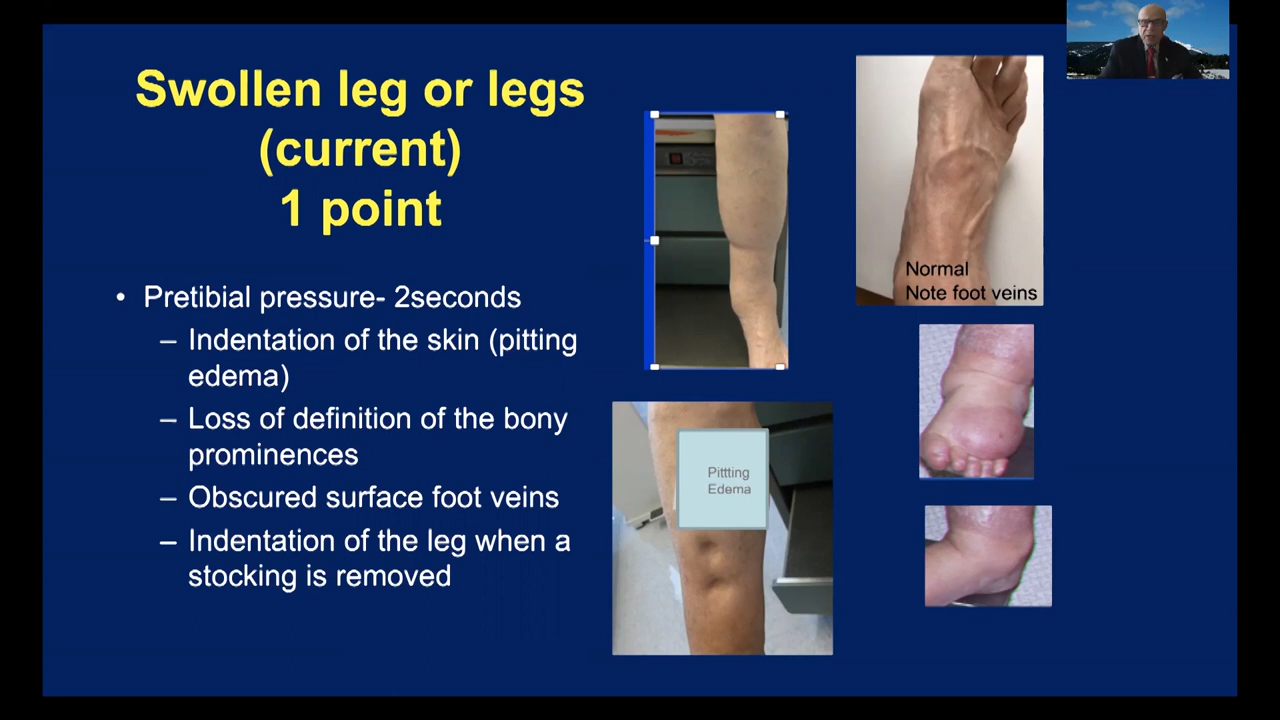 Swollen leg or legs
(current)
1 point
• Pretibial pressure- 2seconds
– Indentation of the skin (pitting
edema)
– Loss of definition of the bony
prominences
– Obscured surface foot veins
– Indentation of the leg when a
stocking is removed
Normal
Note foot veins
Pittting
Edema